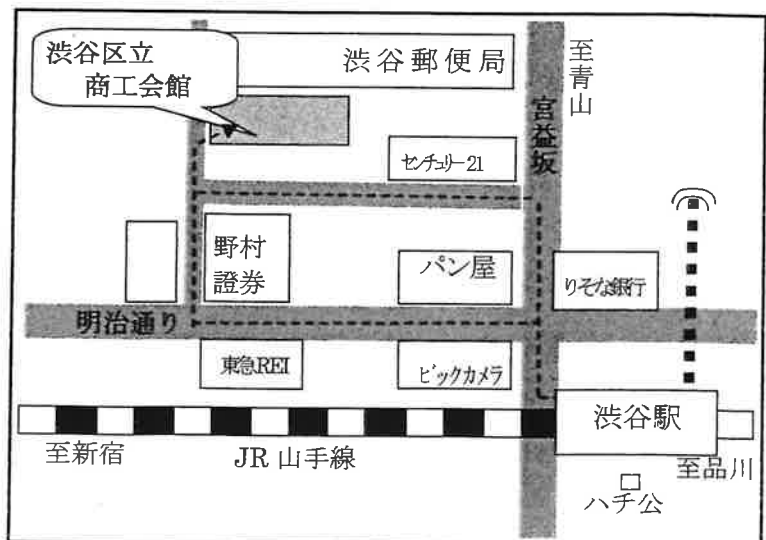 渋谷区立
商工会館
渋谷郵便局
至青山
宮益坂
センチュリー21
野村
證券
パン屋
りそな銀行
明治通り
東急REI
ビックカメラ
渋谷駅
至新宿
JR 山手線
至品川
ハチ公